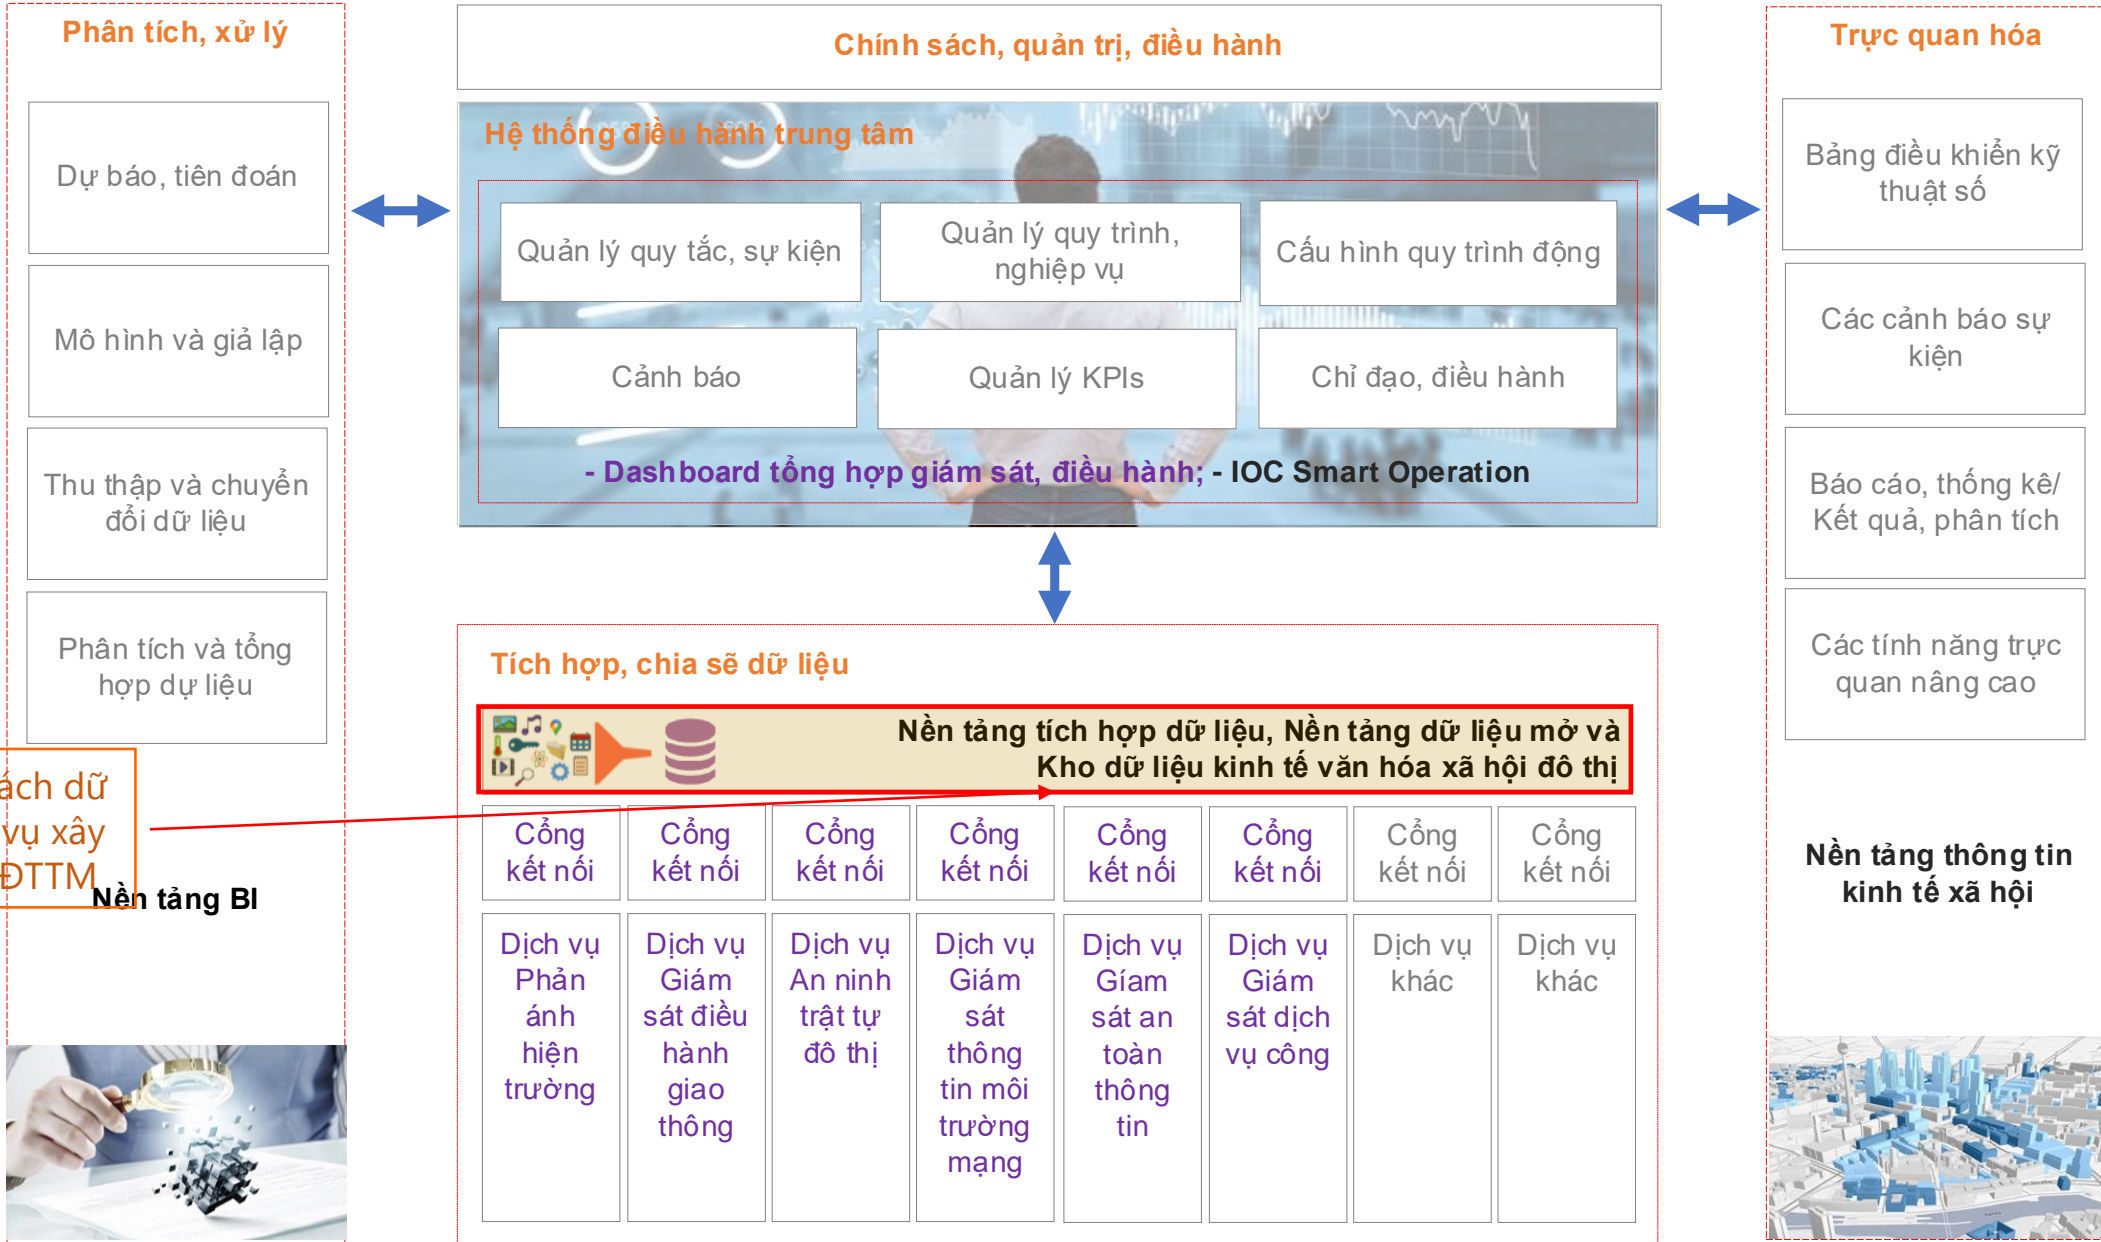 Phân tích, xử lý
Dự báo, tiên đoán
Mô hình và giả lập
Thu thập và chuyển
đổi dữ liệu
Phân tích và tổng
hợp dự liệu
ách dữ
vụ xây
ĐTTM
Nền tảng BI
Chính sách, quản trị, điều hành
Hệ thống điều hành trung tâm
Quản lý quy tắc, sự kiện
Quản lý quy trình,
nghiệp vụ
Cấu hình quy trình động
Cảnh báo
Quản lý KPIs
Chỉ đạo, điều hành
- Dashboard tổng hợp giám sát, điều hành; - IOC Smart Operation
Tích hợp, chia sẽ dữ liệu
Nền tảng tích hợp dữ liệu, Nền tảng dữ liệu mở và
Kho dữ liệu kinh tế văn hóa xã hội đô thị
Cổng
kết nối
Cổng
kết nối
Cổng
kết nối
Cổng
kết nối
Cổng
kết nối
Cổng
kết nối
Cổng
kết nối
Cổng
kết nối
Dịch vụ
Phản
ánh
hiện
trường
Dịch vụ
Giám
sát điều
hành
giao
thông
Dịch vụ
An ninh
trật tự
đô thị
Dịch vụ
Giám
sát
thông
tin môi
trường
mạng
Dịch vụ
Gíam
sát an
toàn
thông
tin
Dịch vụ
Giám
sát dịch
vụ công
Dịch vụ
khác
Dịch vụ
khác
Trực quan hóa
Bảng điều khiển kỹ
thuật số
Các cảnh báo sự
kiện
Báo cáo, thống kê/
Kết quả, phân tích
Các tính năng trực
quan nâng cao
Nền tảng thông tin
kinh tế xã hội